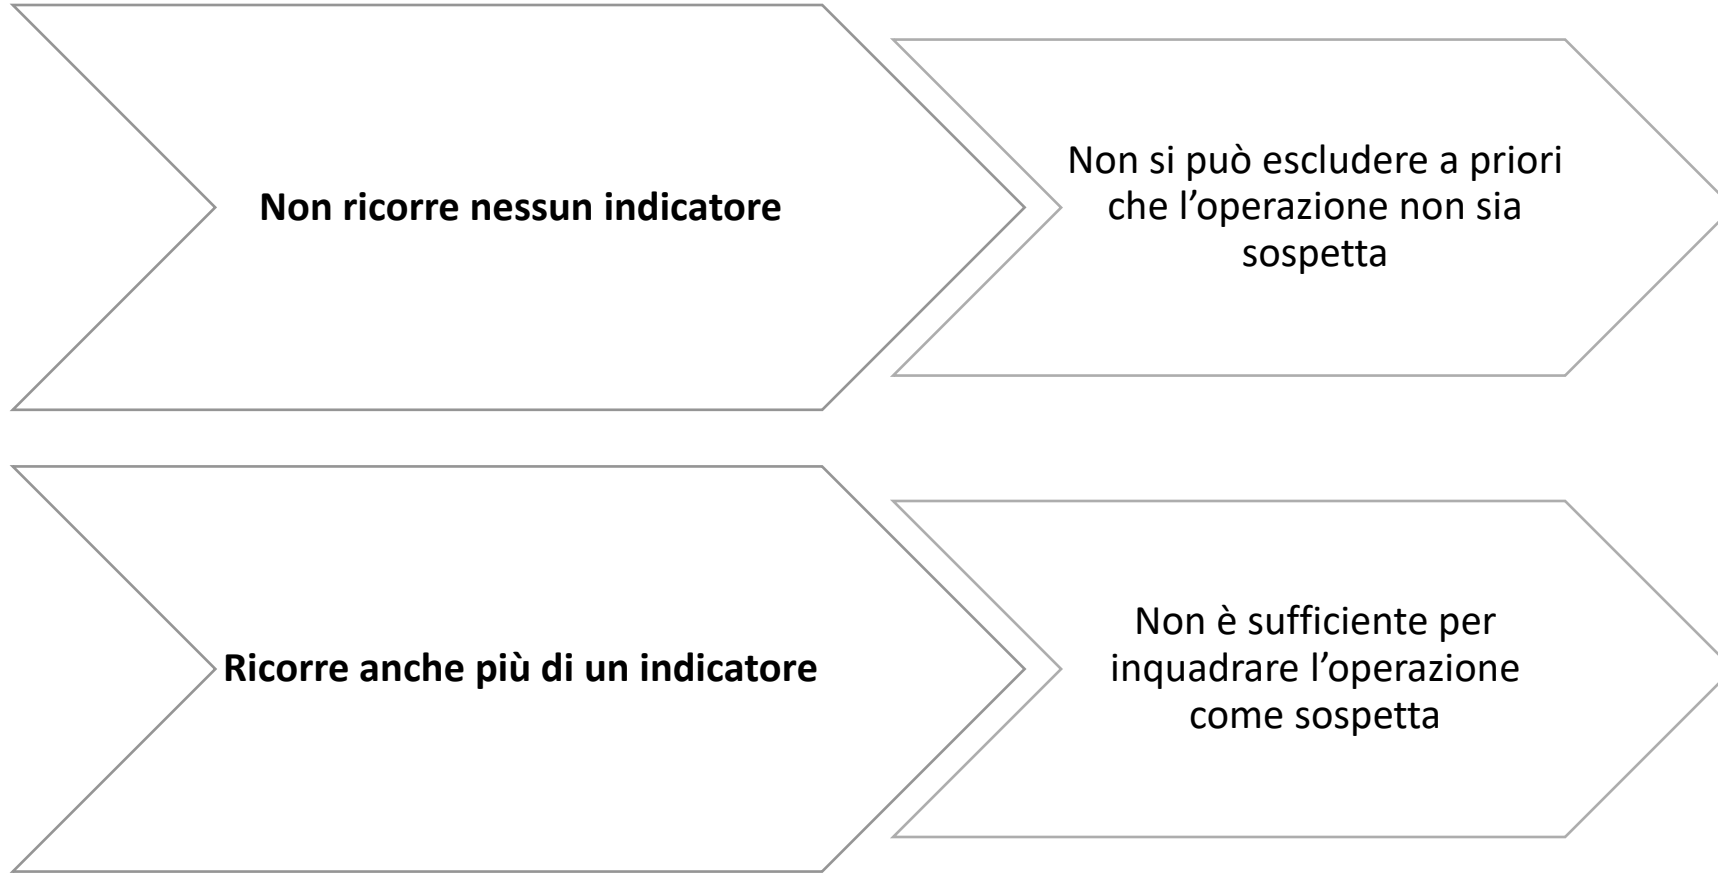 Non ricorre nessun indicatore
Non si può escludere a priori
che l’operazione non sia
sospetta
Ricorre anche più di un indicatore
Non è sufficiente per
inquadrare l’operazione
come sospetta